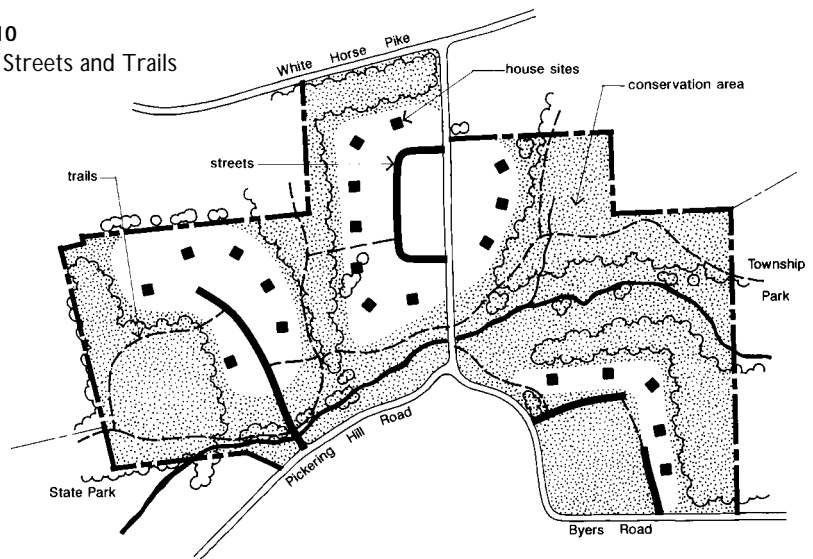 10
Streets and Trails
White Horse Pike
house sites
conservation area
streets
trails
Township
Park
Pickering Hill Road
State Park
Byers Road